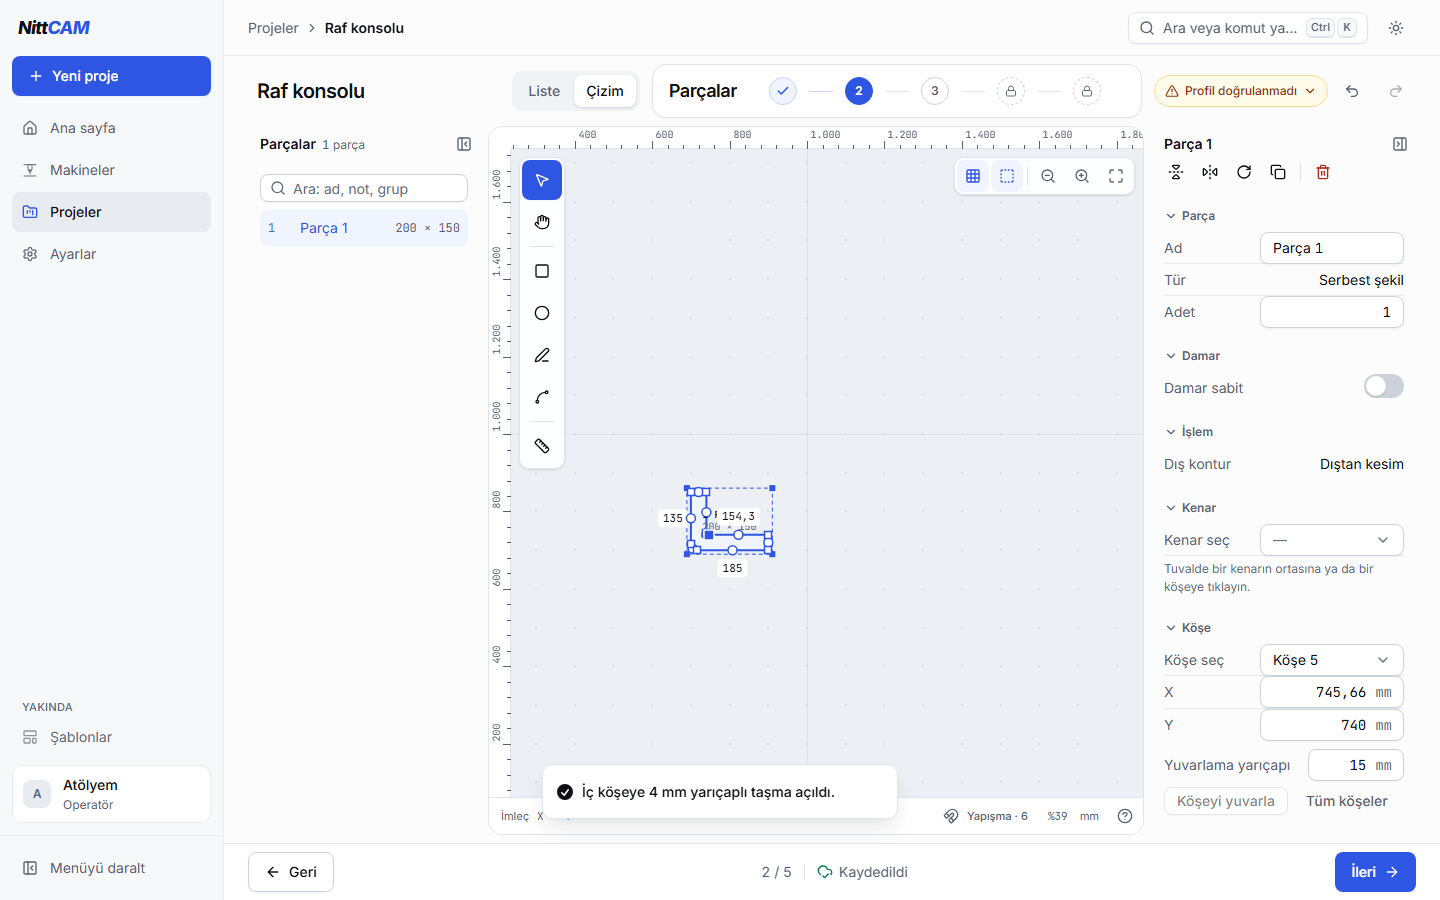 NittCAM
Yeni proje
Ana sayfa
Makineler
Projeler
Ayarlar
YAKINDA
Şablonlar
A
Atölyem
Operatör
Menüyü daralt
Projeler
Raf konsolu
Ara veya komut ya...
Ctrl
K
Raf konsolu
Liste
Çizim
Parçalar
2
3
Profil doğrulanmadı
Parçalar
1 parça
Ara: ad, not, grup
1
Parça 1
200 × 150
400
600
800
1.000
1.200
1.400
1.600
1.600
1.400
1.200
1.000
800
600
400
200
135
154,3
200 × 150
185
İç köşeye 4 mm yarıçaplı taşma açıldı.
İmleç
X
Yapışma · 6
%39
mm
Parça 1
Parça
Ad
Parça 1
Tür
Serbest şekil
Adet
1
Damar
Damar sabit
İşlem
Dış kontur
Dıştan kesim
Kenar
Kenar seç
—
Tuvalde bir kenarın ortasına ya da bir
köşeye tıklayın.
Köşe
Köşe seç
Köşe 5
X
745,66 mm
Y
740 mm
Yuvarlama yarıçapı
15 mm
Köşeyi yuvarla
Tüm köşeler
Geri
2 / 5
Kaydedildi
İleri